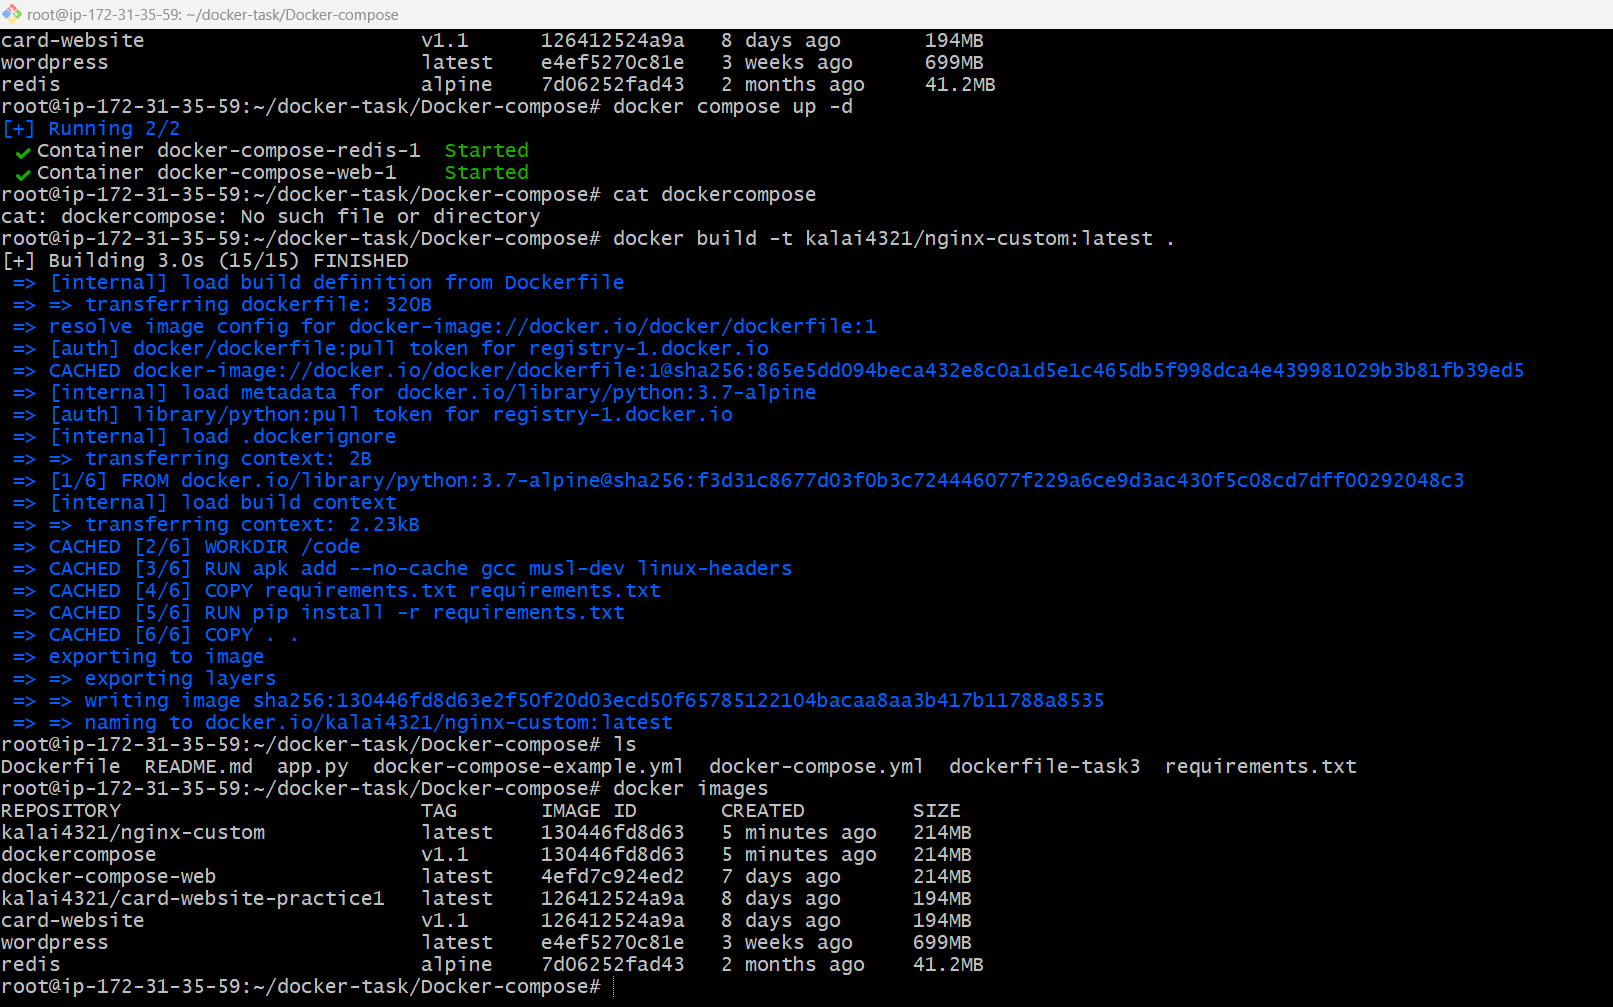 root@ip-172-31-35-59: ~/docker-task/Docker-compose
card-website                       v1.1      126412524a9a   8 days ago       194MB
wordpress                          latest    e4ef5270c81e   3 weeks ago      699MB
redis                              alpine    7d06252fad43   2 months ago     41.2MB
root@ip-172-31-35-59:~/docker-task/Docker-compose# docker compose up -d
[+] Running 2/2
 ✔ Container docker-compose-redis-1  Started
 ✔ Container docker-compose-web-1    Started
root@ip-172-31-35-59:~/docker-task/Docker-compose# cat dockercompose
cat: dockercompose: No such file or directory
root@ip-172-31-35-59:~/docker-task/Docker-compose# docker build -t kalai4321/nginx-custom:latest .
[+] Building 3.0s (15/15) FINISHED
 => [internal] load build definition from Dockerfile
 => => transferring dockerfile: 320B
 => resolve image config for docker-image://docker.io/docker/dockerfile:1
 => [auth] docker/dockerfile:pull token for registry-1.docker.io
 => CACHED docker-image://docker.io/docker/dockerfile:1@sha256:865e5dd094beca432e8c0a1d5e1c465db5f998dca4e439981029b3b81fb39ed5
 => [internal] load metadata for docker.io/library/python:3.7-alpine
 => [auth] library/python:pull token for registry-1.docker.io
 => [internal] load .dockerignore
 => => transferring context: 2B
 => [1/6] FROM docker.io/library/python:3.7-alpine@sha256:f3d31c8677d03f0b3c724446077f229a6ce9d3ac430f5c08cd7dff00292048c3
 => [internal] load build context
 => => transferring context: 2.23kB
 => CACHED [2/6] WORKDIR /code
 => CACHED [3/6] RUN apk add --no-cache gcc musl-dev linux-headers
 => CACHED [4/6] COPY requirements.txt requirements.txt
 => CACHED [5/6] RUN pip install -r requirements.txt
 => CACHED [6/6] COPY . .
 => exporting to image
 => => exporting layers
 => => writing image sha256:130446fd8d63e2f50f20d03ecd50f65785122104bacaa8aa3b417b11788a8535
 => => naming to docker.io/kalai4321/nginx-custom:latest
root@ip-172-31-35-59:~/docker-task/Docker-compose# ls
Dockerfile  README.md  app.py  docker-compose-example.yml  docker-compose.yml  dockerfile-task3  requirements.txt
root@ip-172-31-35-59:~/docker-task/Docker-compose# docker images
REPOSITORY                         TAG       IMAGE ID       CREATED         SIZE
kalai4321/nginx-custom             latest    130446fd8d63   5 minutes ago   214MB
dockercompose                      v1.1      130446fd8d63   5 minutes ago   214MB
docker-compose-web                 latest    4efd7c924ed2   7 days ago      214MB
kalai4321/card-website-practice1   latest    126412524a9a   8 days ago      194MB
card-website                       v1.1      126412524a9a   8 days ago      194MB
wordpress                          latest    e4ef5270c81e   3 weeks ago     699MB
redis                              alpine    7d06252fad43   2 months ago    41.2MB
root@ip-172-31-35-59:~/docker-task/Docker-compose#